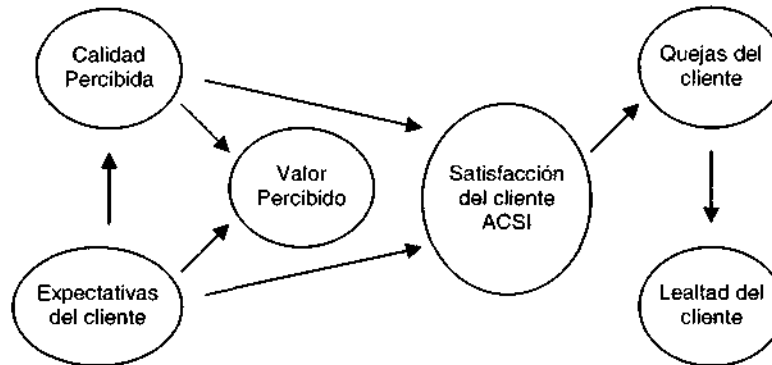 Calidad
Percibida
Quejas del
cliente
Valor
Percibido
Satisfacción
del cliente
ACSI
Expectativas
del cliente
Lealtad del
cliente